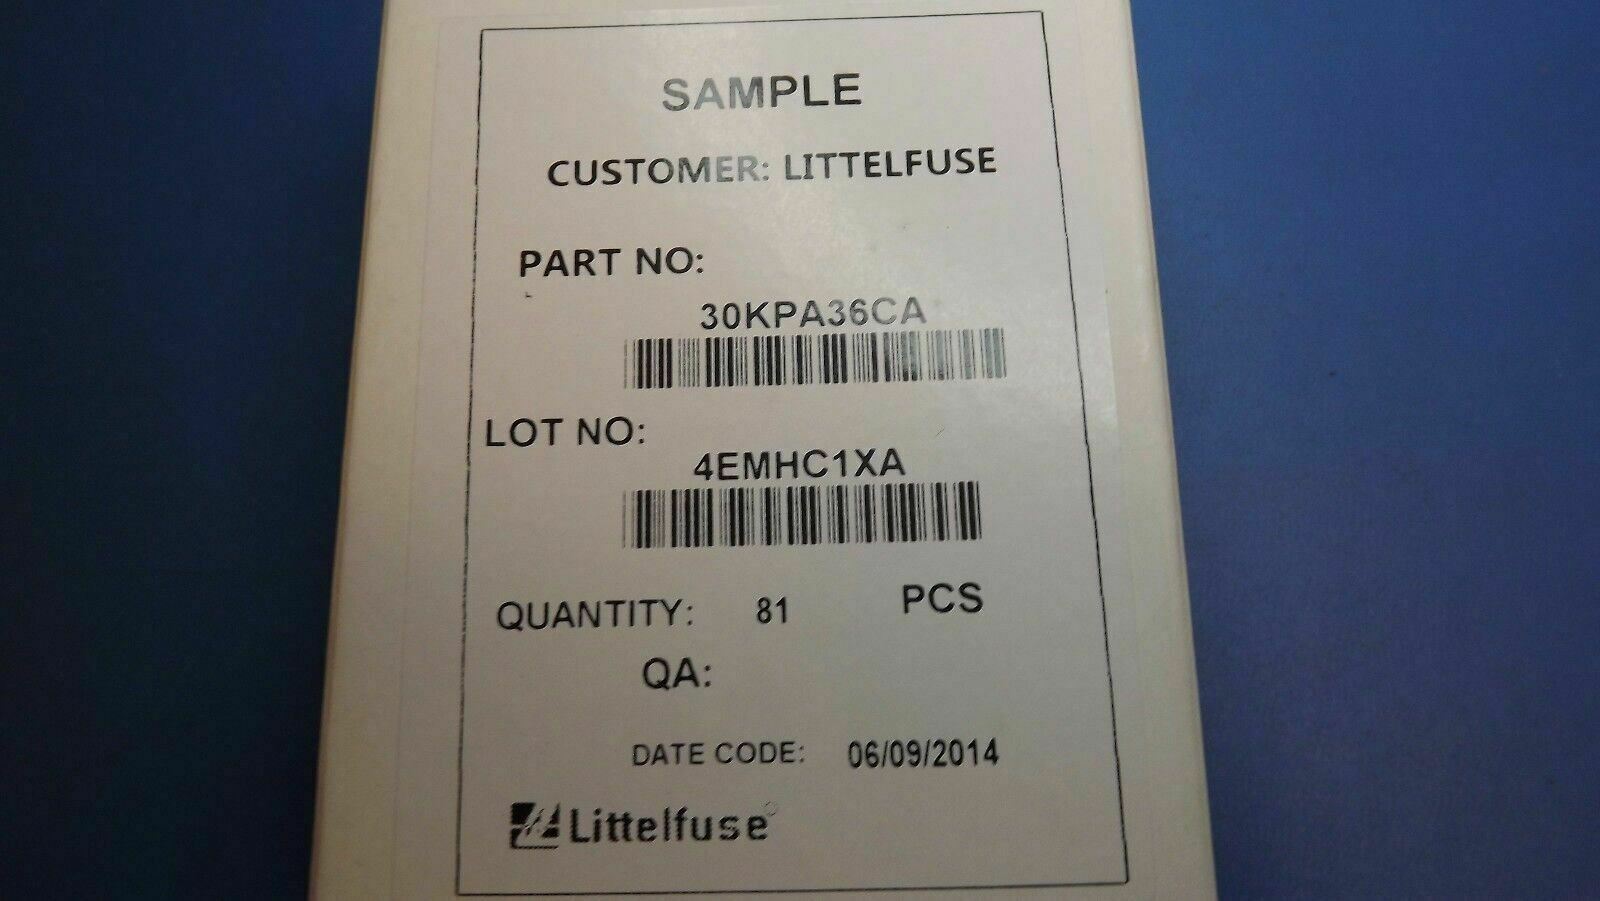 SAMPLE
CUSTOMER: LITTELFUSE
PART NO:
30KPA36CA
LOT NO:
4EMHC1XA
QUANTITY: 81 PCS
QA:
DATE CODE: 06/09/2014
Littelfuse